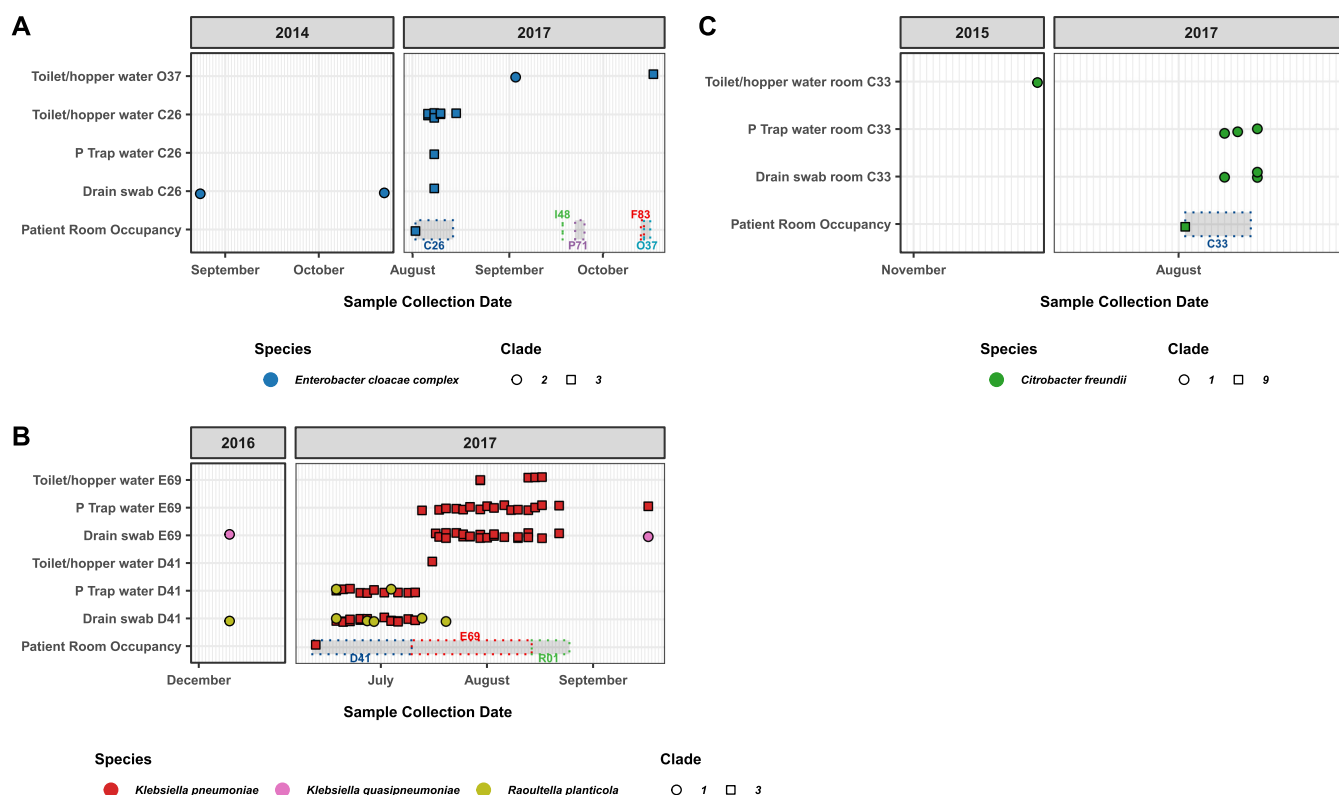 A
2014
2017
Toilet/hopper water O37
Toilet/hopper water C26
P Trap water C26
Drain swab C26
Patient Room Occupancy
I48
F83
C26
P71
O37
September
October
August
September
October
Sample Collection Date
Species
Clade
Enterobacter cloacae complex
2
3
C
2015
2017
Toilet/hopper water room C33
P Trap water room C33
Drain swab room C33
Patient Room Occupancy
C33
November
August
Sample Collection Date
Species
Clade
Citrobacter freundii
1
9
B
2016
2017
Toilet/hopper water E69
P Trap water E69
Drain swab E69
Toilet/hopper water D41
P Trap water D41
Drain swab D41
Patient Room Occupancy
E69
D41
R01
December
July
August
September
Sample Collection Date
Species
Clade
Klebsiella pneumoniae
Klebsiella quasipneumoniae
Raoultella planticola
1
3